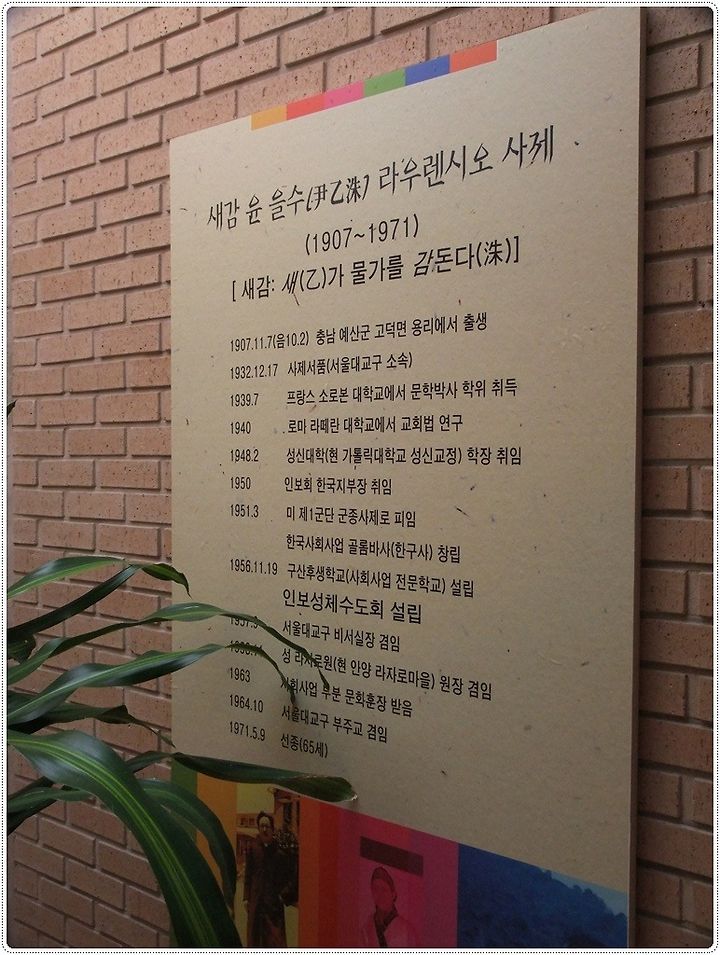 새감 윤 을수(尹乙洙) 라우렌시오 사제
(1907~1971)
[ 새감: 새(乙)가 물가를 감돈다(洙)]
1907.11.7(음10.2) 충남 예산군 고덕면 용리에서 출생
1932.12.17 사제서품(서울대교구 소속)
1939.7 프랑스 소로본 대학교에서 문학박사 학위 취득
1940 로마 라떼란 대학교에서 교회법 연구
1948.2 성신대학(현 가톨릭대학교 성신교정) 학장 취임
1950 인보회 한국지부장 취임
1951.3 미 제1군단 군종사제로 피임
한국사회사업 골롬바사(한구사) 창립
1956.11.19 구산후생학교(사회사업 전문학교) 설립
인보성체수도회 설립
서울대교구 비서실장 겸임
성 라자로원(현 안양 라자로마을) 원장 겸임
1963 사회사업 부분 문화훈장 받음
1964.10 서울대교구 부주교 겸임
1971.5.9 선종(65세)